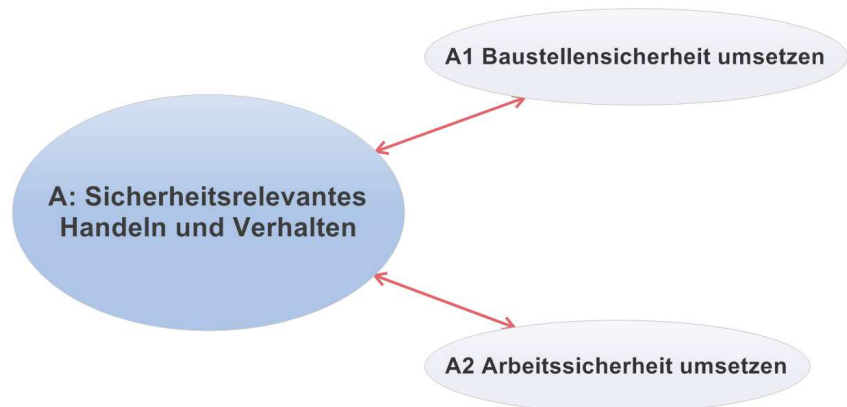 A1 Baustellensicherheit umsetzen
A: Sicherheitsrelevantes
Handeln und Verhalten
A2 Arbeitssicherheit umsetzen